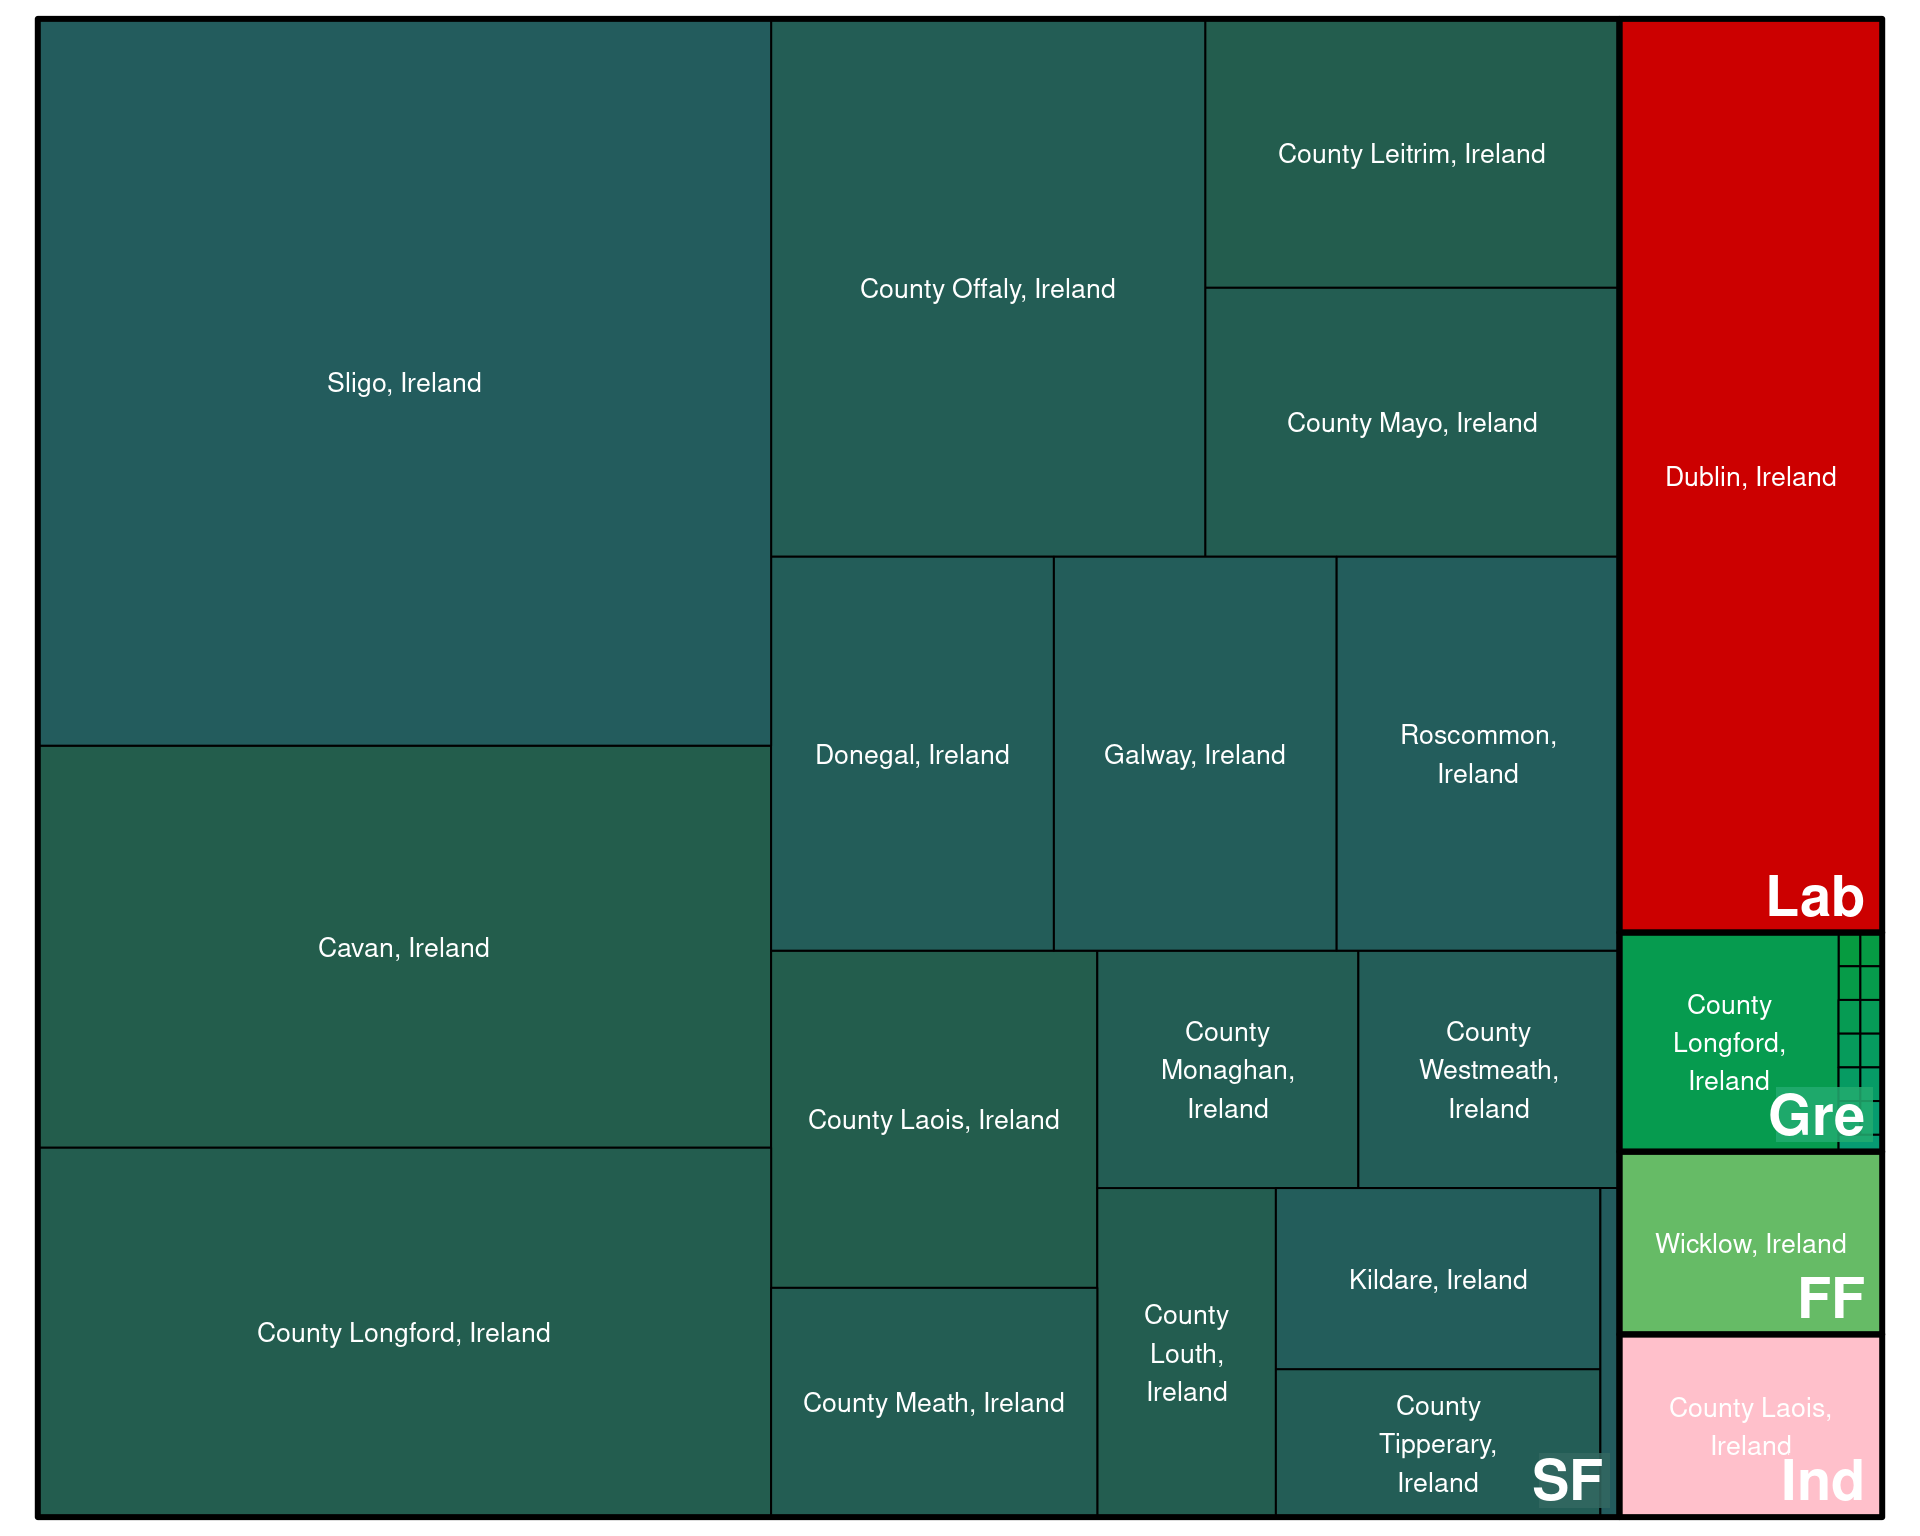 Sligo, Ireland
Cavan, Ireland
County Longford, Ireland
County Offaly, Ireland
County Leitrim, Ireland
County Mayo, Ireland
Donegal, Ireland
Galway, Ireland
Roscommon,
Ireland
County Laois, Ireland
County Meath, Ireland
County
Monaghan,
Ireland
County
Westmeath,
Ireland
County
Louth,
Ireland
Kildare, Ireland
County
Tipperary,
Ireland
SF
Dublin, Ireland
Lab
County
Longford,
Ireland
Gre
Wicklow, Ireland
FF
County Laois,
Ireland
Ind